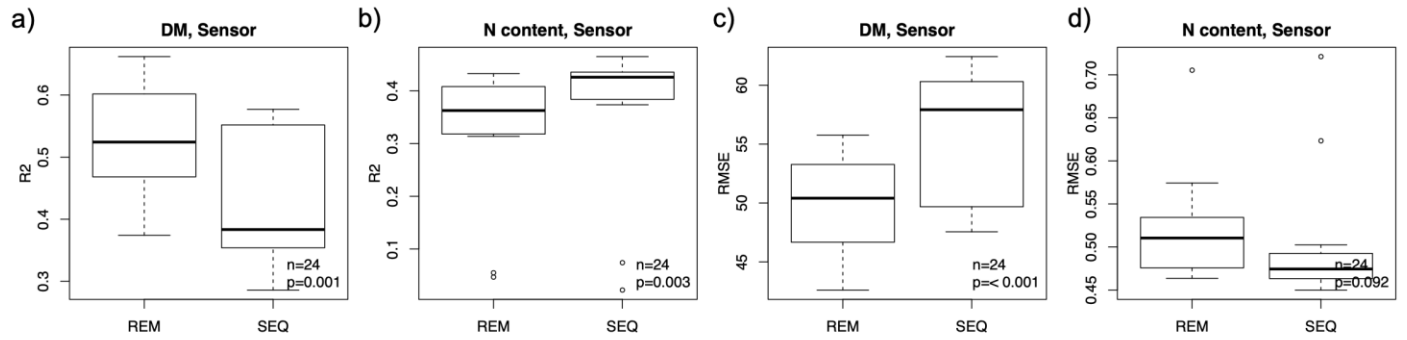 a)
DM, Sensor
R2
0.6
0.5
0.4
0.3
n=24
p=0.001
REM SEQ
b)
N content, Sensor
R2
0.4
0.3
0.2
0.1
n=24
p=0.003
REM SEQ
c)
DM, Sensor
RMSE
60
55
50
45
n=24
p=< 0.001
REM SEQ
d)
N content, Sensor
RMSE
0.70
0.65
0.60
0.55
0.50
0.45
n=24
p=0.092
REM SEQ